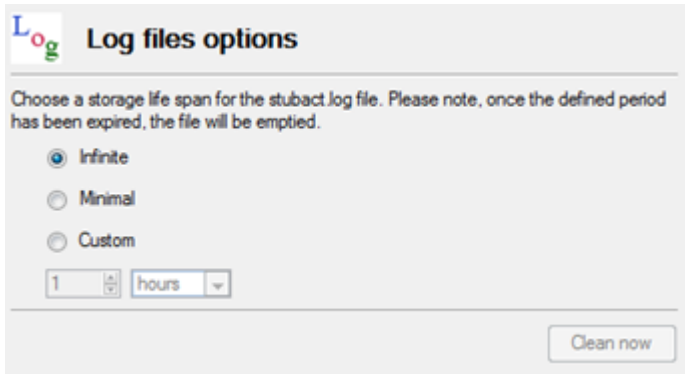 Log
Log files options
Choose a storage life span for the stubact.log file. Please note, once the defined period
has been expired, the file will be emptied.
Infinite
Minimal
Custom
1 hours
Clean now